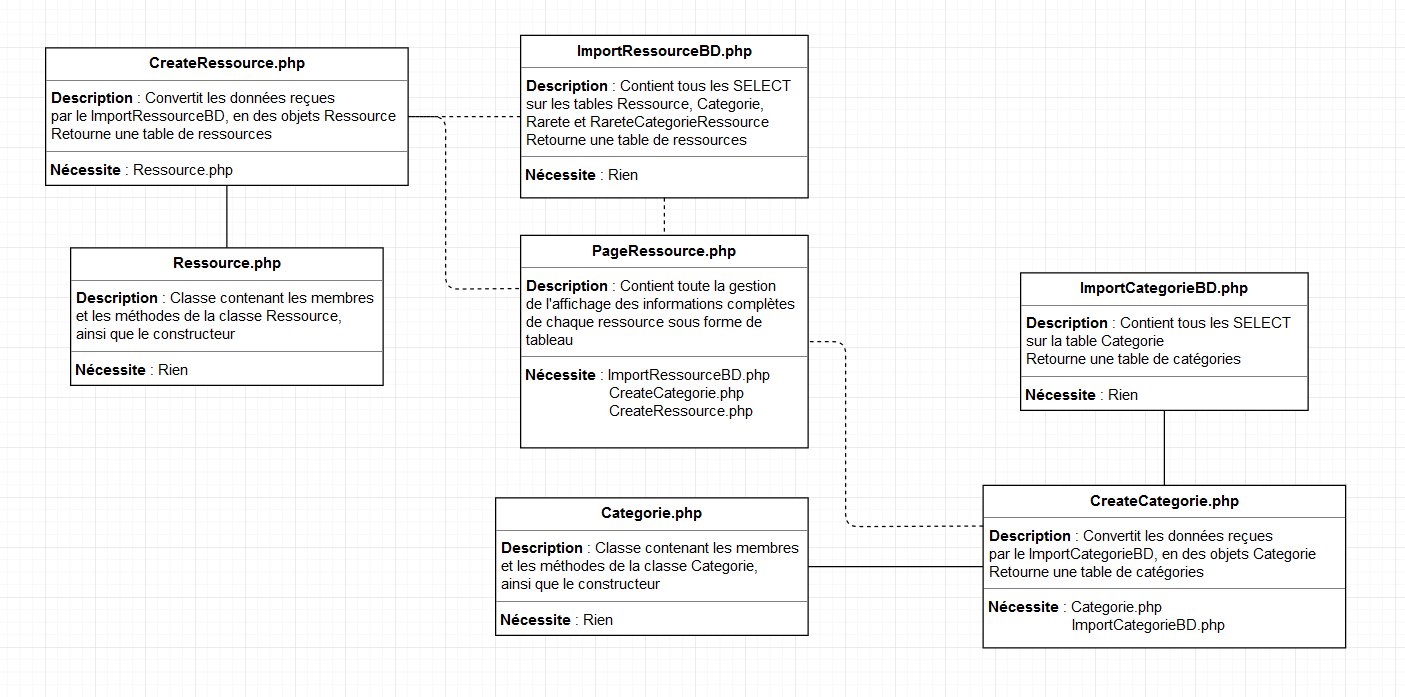 CreateRessource.php
Description : Convertit les données reçues
par le ImportRessourceBD, en des objets Ressource
Retourne une table de ressources
Nécessite : Ressource.php
ImportRessourceBD.php
Description : Contient tous les SELECT
sur les tables Ressource, Categorie,
Rarete et RareteCategorieRessource
Retourne une table de ressources
Nécessite : Rien
Ressource.php
Description : Classe contenant les membres
et les méthodes de la classe Ressource,
ainsi que le constructeur
Nécessite : Rien
PageRessource.php
Description : Contient toute la gestion
de l'affichage des informations complètes
de chaque ressource sous forme de
tableau
Nécessite : ImportRessourceBD.php
CreateCategorie.php
CreateRessource.php
ImportCategorieBD.php
Description : Contient tous les SELECT
sur la table Categorie
Retourne une table de catégories
Nécessite : Rien
Categorie.php
Description : Classe contenant les membres
et les méthodes de la classe Categorie,
ainsi que le constructeur
Nécessite : Rien
CreateCategorie.php
Description : Convertit les données reçues
par le ImportCategorieBD, en des objets Categorie
Retourne une table de catégories
Nécessite : Categorie.php
ImportCategorieBD.php